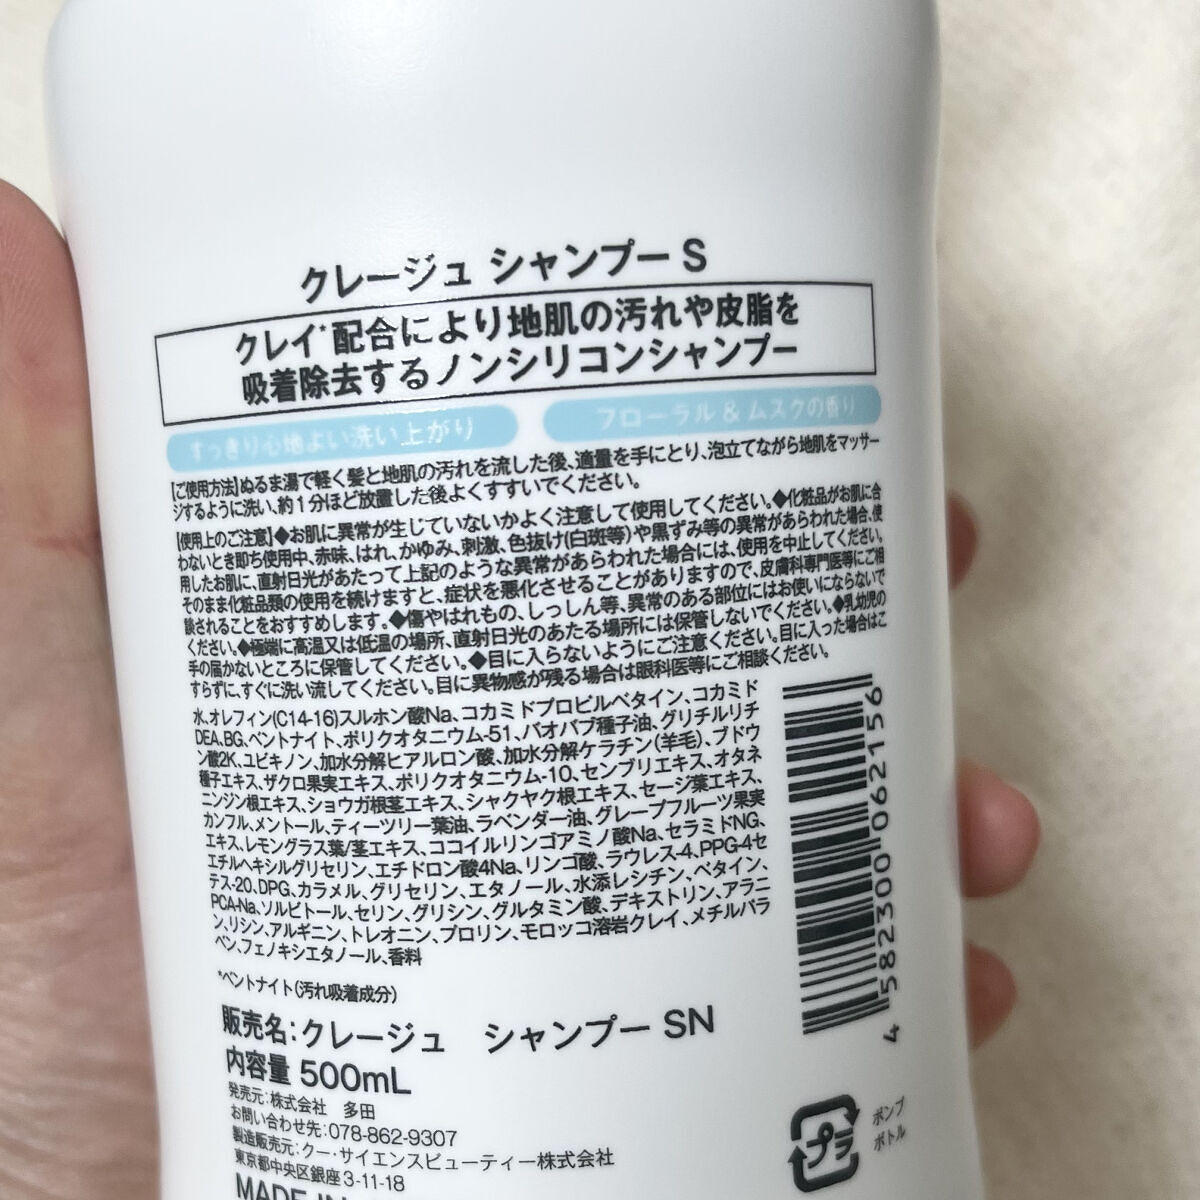 クレージュ シャンプー S
クレイ*配合により地肌の汚れや皮脂を
吸着除去するノンシリコンシャンプー
すっきり心地よい洗い上がり
フローラル & ムスクの香り
【ご使用方法】ぬるま湯で軽く髪と地肌の汚れを流した後、適量を手にとり、泡立てながら地肌をマッサー
ジするように洗い、約1分ほど放置した後よくすすいでください。
【使用上のご注意】◆お肌に異常が生じていないかよく注意して使用してください。◆化粧品がお肌に合
わないとき即ち使用中、赤味、はれ、かゆみ、刺激、色抜け(白斑等)や黒ずみ等の異常があらわれた場合、使
用したお肌に、直射日光があたって上記のような異常があらわれた場合には、使用を中止してください。
そのまま化粧品類の使用を続けますと、症状を悪化させることがありますので、皮膚科専門医等にご相
談されることをおすすめします。◆傷やはれもの、しっしん等、異常のある部位にはお使いにならないで
ください。◆極端に高温又は低温の場所、直射日光のあたる場所には保管しないでください。◆乳幼児の
手の届かないところに保管してください。◆目に入らないようにご注意ください。目に入った場合はこ
すらずに、すぐに洗い流してください。目に異物感が残る場合は眼科医等にご相談ください。
水、オレフィン(C14-16)スルホン酸Na、コカミドプロピルベタイン、コカミド
DEA、BG、ベントナイト、ポリクオタニウム-51、バオバブ種子油、グリチルリチ
ン酸2K、ユビキノン、加水分解ヒアルロン酸、加水分解ケラチン(羊毛)、ブドウ
種子エキス、ザクロ果実エキス、ポリクオタニウム-10、センブリエキス、オタネ
ニンジン根エキス、ショウガ根茎エキス、シャクヤク根エキス、セージ葉エキス、
カンフル、メントール、ティーツリー葉油、ラベンダー油、グレープフルーツ果実
エキス、レモングラス葉/茎エキス、ココイルリンゴアミノ酸Na、セラミドNG、
エチルヘキシルグリセリン、エチドロン酸4Na、リンゴ酸、ラウレス-4、PPG-4セ
テス-20、DPG、カラメル、グリセリン、エタノール、水添レシチン、ベタイン、
PCA-Na、ソルビトール、セリン、グリシン、グルタミン酸、デキストリン、アラニ
ン、リシン、アルギニン、トレオニン、プロリン、モロッコ溶岩クレイ、メチルパラ
ベン、フェノキシエタノール、香料
*ベントナイト(汚れ吸着成分)
販売名:クレージュ シャンプー SN
内容量 500mL
発売元:株式会社 多田
お問い合わせ先:078-862-9307
製造販売元:クー・サイエンスビューティー株式会社
東京都中央区銀座3-11-18
MADE IN
4 582300 062156
プラ
ポンプ
ボトル